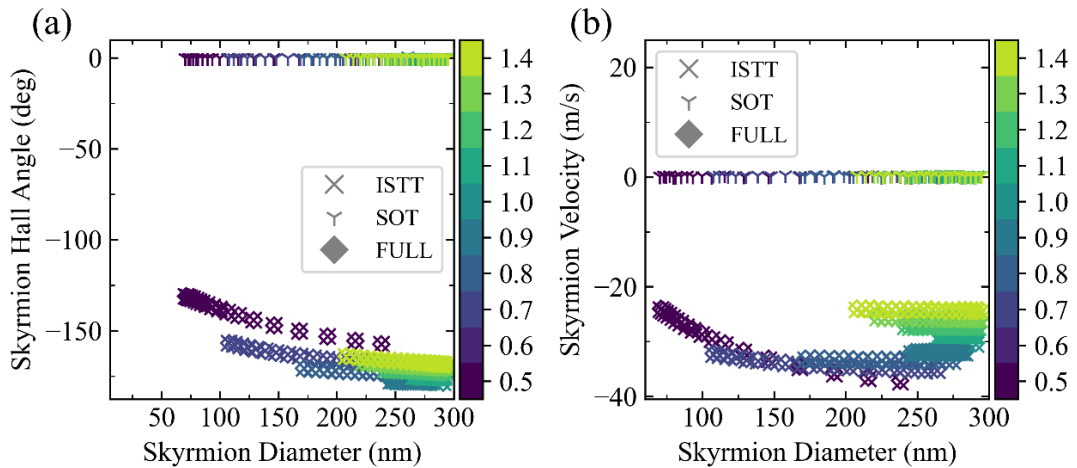 (a)
0
−50
−100
−150
Skyrmion Hall Angle (deg)
ISTT
SOT
FULL
50 100 150 200 250 300
Skyrmion Diameter (nm)
1.4
1.3
1.2
1.1
1.0
0.9
0.8
0.7
0.6
0.5
(b)
20
0
−20
−40
Skyrmion Velocity (m/s)
ISTT
SOT
FULL
100 150 200 250 300
Skyrmion Diameter (nm)
1.4
1.3
1.2
1.1
1.0
0.9
0.8
0.7
0.6
0.5